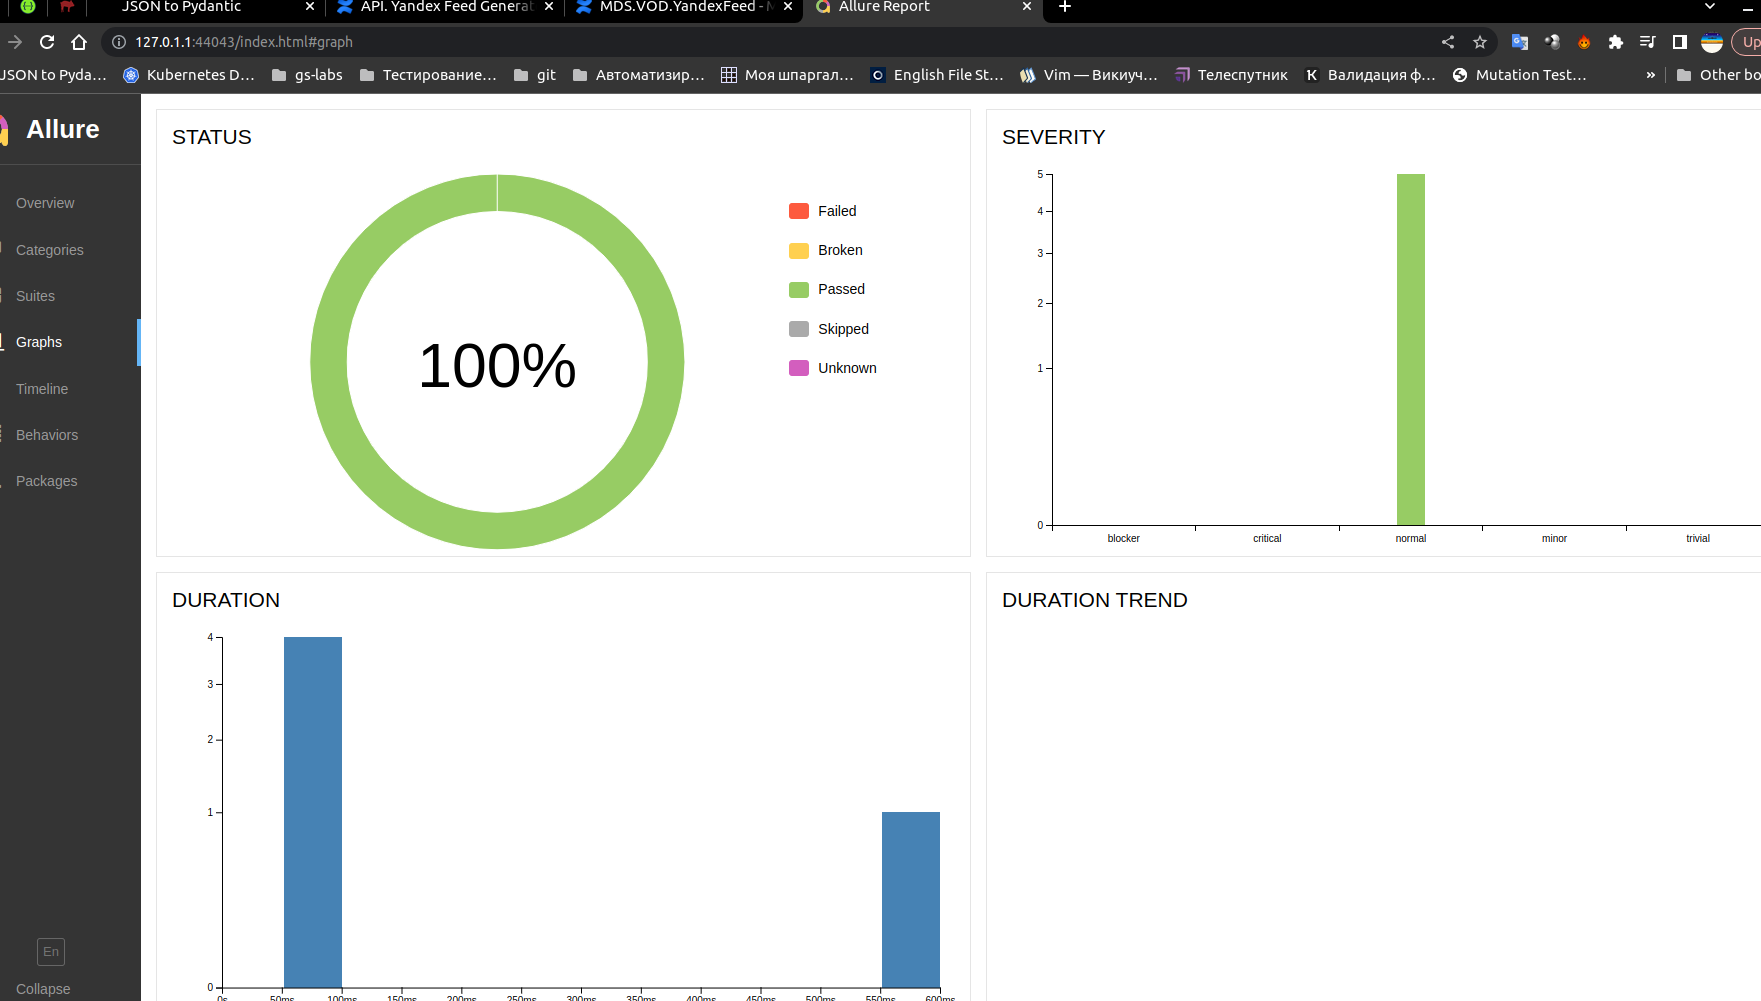 JSON to Pydantic
API. Yandex Feed Genera
MDS.VOD.YandexFeed -
Allure Report
127.0.1.1:44043/index.html#graph
Up
JSON to Pyda...
Kubernetes D...
gs-labs
Тестирование...
git
Автоматизир...
Моя шпаргал...
English File St...
Vim — Викиуч...
Телеспутник
Валидация ф...
Mutation Test...
»
Other bo
Allure
Overview
Categories
Suites
Graphs
Timeline
Behaviors
Packages
En
Collapse
STATUS
100%
Failed
Broken
Passed
Skipped
Unknown
SEVERITY
5
4
3
2
1
0
blocker
critical
normal
minor
trivial
DURATION
4
3
2
1
0
0s
50ms
100ms
150ms
200ms
250ms
300ms
350ms
400ms
450ms
500ms
550ms
600ms
DURATION TREND